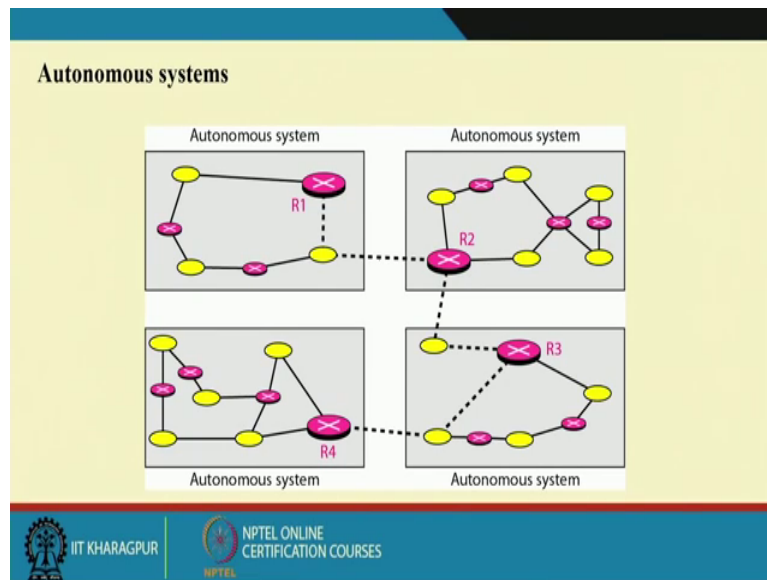 Autonomous systems
Autonomous system
Autonomous system
R1
R2
R3
R4
Autonomous system
Autonomous system
IIT KHARAGPUR
NPTEL
NPTEL ONLINE
CERTIFICATION COURSES